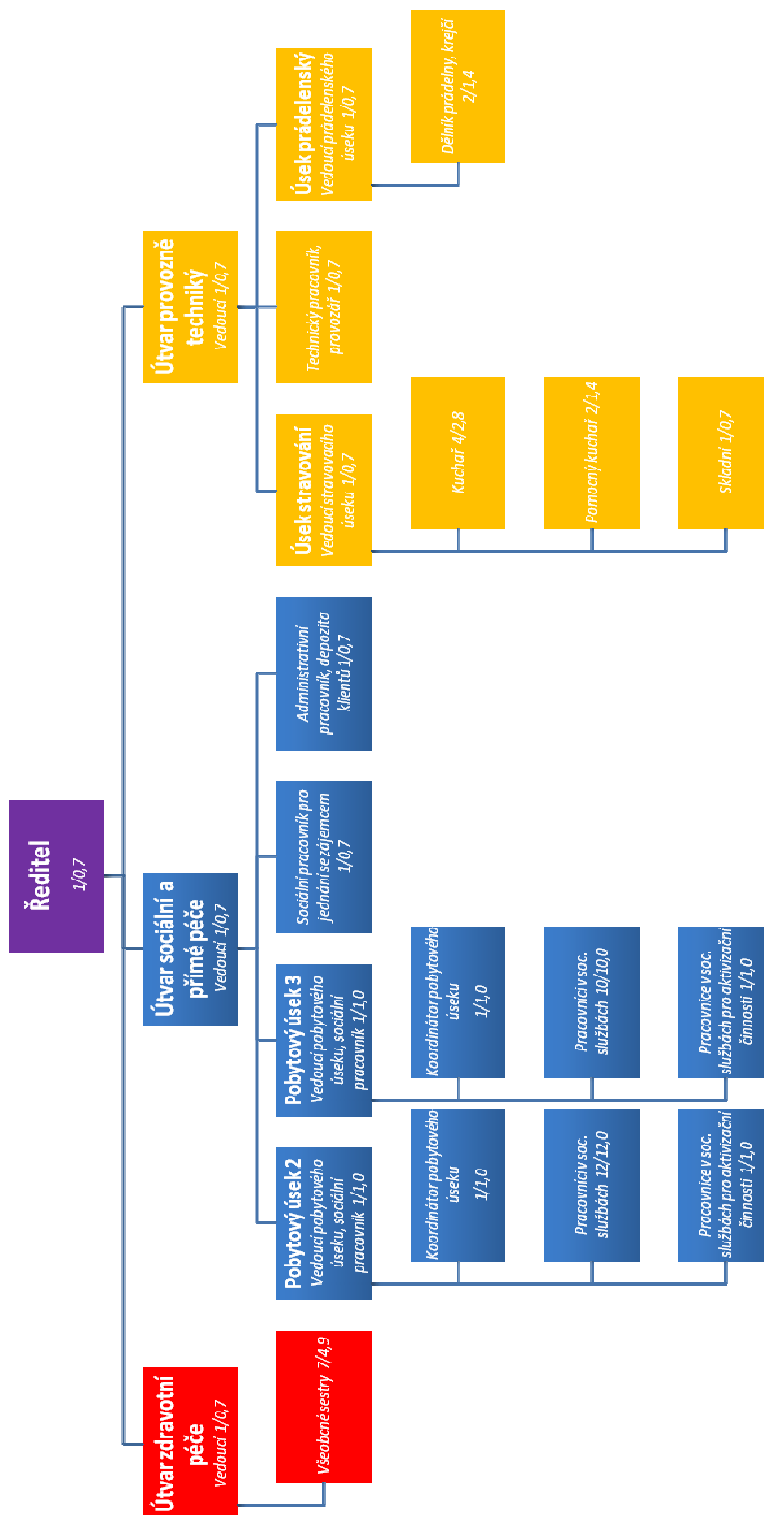 Ředitel
1/0,7
Útvar zdravotní
péče
Vedoucí 1/0,7
Všeobcné sestry 7/4,9
Útvar sociální a
přímé péče
Vedoucí 1/0,7
Pobytový úsek 2
Vedoucí pobytového
úseku, sociální
pracovník 1/1,0
Koordinátor pobytového
úseku
1/1,0
Pracovníci v soc.
službách 12/12,0
Pracovnice v soc.
službách pro aktivizační
činnosti 1/1,0
Pobytový úsek 3
Vedoucí pobytového
úseku, sociální
pracovník 1/1,0
Koordinátor pobytového
úseku
1/1,0
Pracovníci v soc.
službách 10/10,0
Pracovnice v soc.
službách pro aktivizační
činnosti 1/1,0
Sociální pracovník pro
jednání se zájemcem
1/0,7
Administrativní
pracovník, depozita
klientů 1/0,7
Útvar provozně
techniký
Vedoucí 1/0,7
Úsek stravování
Vedoucí stravovacího
úseku 1/0,7
Kuchař 4/2,8
Pomocný kuchař 2/1,4
Skladní 1/0,7
Technický pracovník,
provozář 1/0,7
Úsek prádelenský
Vedoucí prádelenského
úseku 1/0,7
Dělník prádelny, krejčí
2/1,4